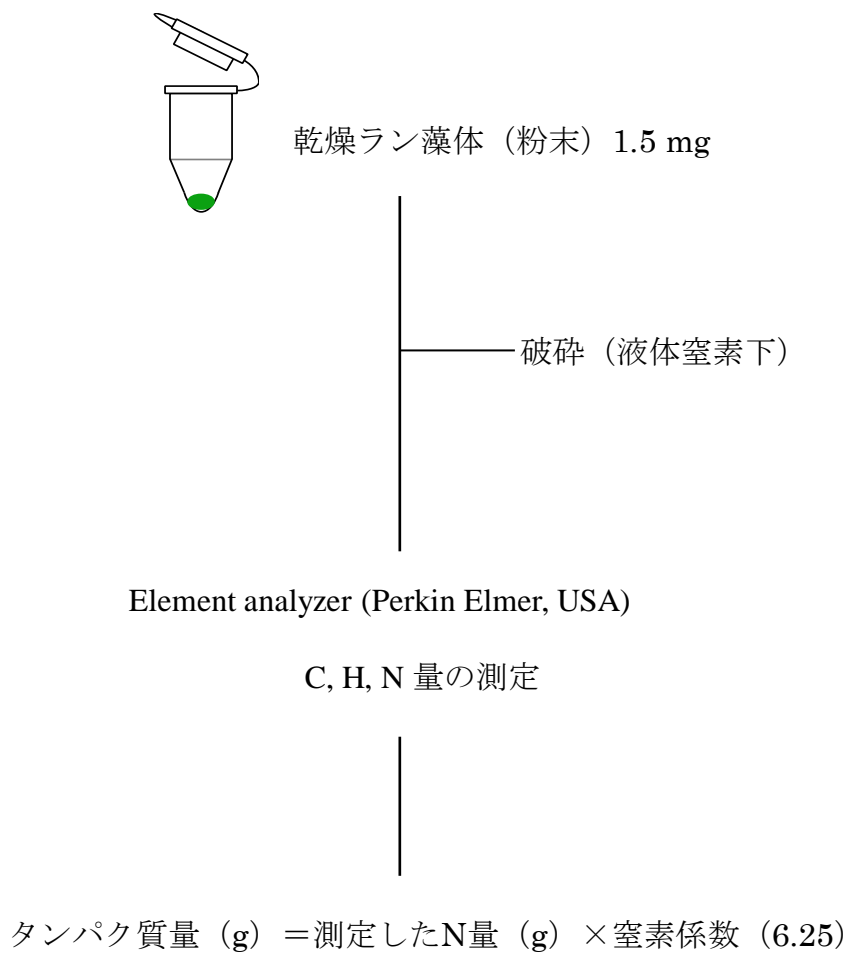 乾燥ラン藻体（粉末）1.5 mg
破砕（液体窒素下）
Element analyzer (Perkin Elmer, USA)
C, H, N 量の測定
タンパク質量（g）＝測定したN量（g）×窒素係数（6.25）